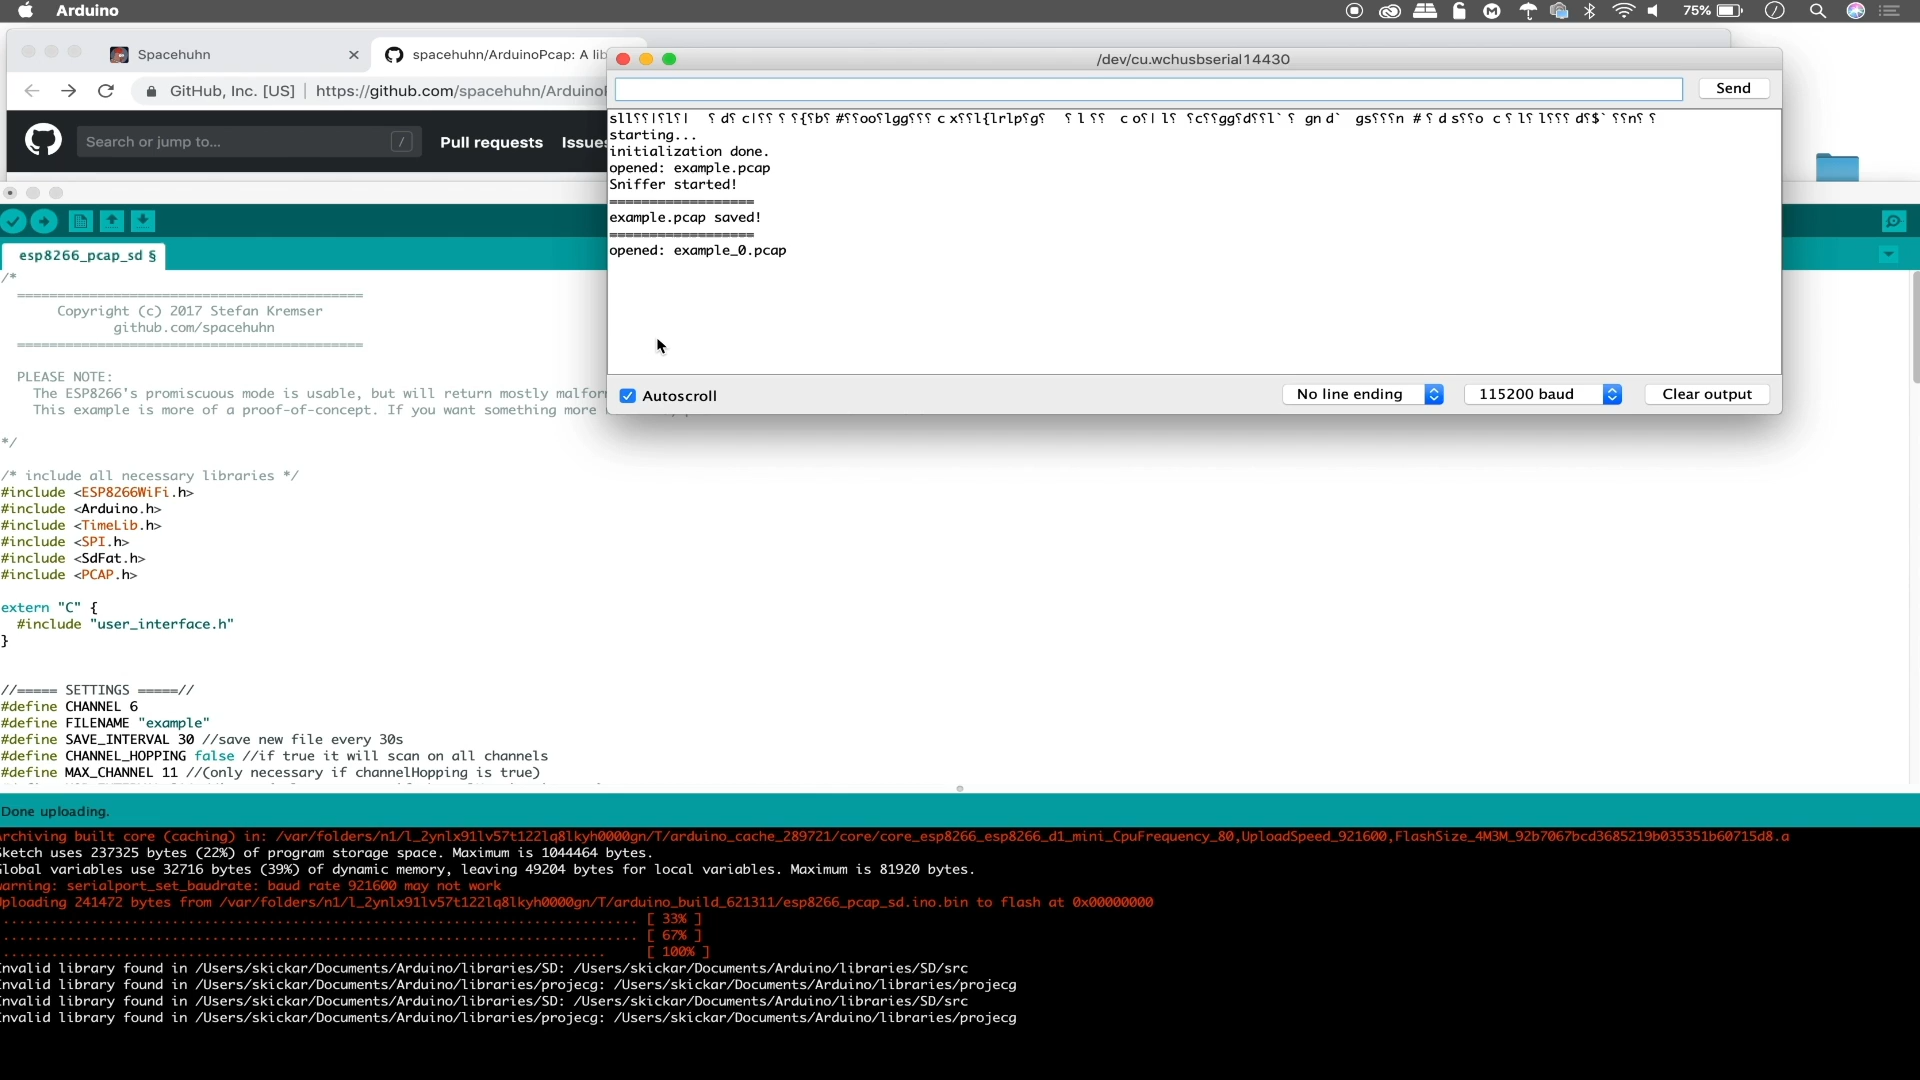 Arduino
75%
Spacehuhn
spacehuhn/ArduinoPcap: A lib
GitHub, Inc. [US] | https://github.com/spacehuhn/Arduino
Search or jump to...
/
Pull requests
Issues
/dev/cu.wchusbserial14430
Send
starting...
initialization done.
opened: example.pcap
Sniffer started!
===================
example.pcap saved!
===================
opened: example_0.pcap
Autoscroll
No line ending
115200 baud
Clear output
esp8266_pcap_sd §
/*
===========================================
Copyright (c) 2017 Stefan Kremser
github.com/spacehuhn
===========================================
PLEASE NOTE:
The ESP8266's promiscuous mode is usable, but will return mostly malfor
This example is more of a proof-of-concept. If you want something more
*/
/* include all necessary libraries */
#include <ESP8266WiFi.h>
#include <Arduino.h>
#include <TimeLib.h>
#include <SPI.h>
#include <SdFat.h>
#include <PCAP.h>
extern "C" {
#include "user_interface.h"
}
//===== SETTINGS =====//
#define CHANNEL 6
#define FILENAME "example"
#define SAVE_INTERVAL 30 //save new file every 30s
#define CHANNEL_HOPPING false //if true it will scan on all channels
#define MAX_CHANNEL 11 //(only necessary if channelHopping is true)
Done uploading.
Archiving built core (caching) in: /var/folders/n1/l_2ynlx91lv57t122lq8lkyh0000gn/T/arduino_cache_289721/core/core_esp8266_esp8266_d1_mini_CpuFrequency_80,UploadSpeed_921600,FlashSize_4M3M_92b7067bcd3685219b035351b60715d8.a
Sketch uses 237325 bytes (22%) of program storage space. Maximum is 1044464 bytes.
Global variables use 32716 bytes (39%) of dynamic memory, leaving 49204 bytes for local variables. Maximum is 81920 bytes.
warning: serialport_set_baudrate: baud rate 921600 may not work
Uploading 241472 bytes from /var/folders/n1/l_2ynlx91lv57t122lq8lkyh0000gn/T/arduino_build_621311/esp8266_pcap_sd.ino.bin to flash at 0x00000000
................................................................................ [ 33% ]
................................................................................ [ 67% ]
............................................................................ [ 100% ]
Invalid library found in /Users/skickar/Documents/Arduino/libraries/SD: /Users/skickar/Documents/Arduino/libraries/SD/src
Invalid library found in /Users/skickar/Documents/Arduino/libraries/projecg: /Users/skickar/Documents/Arduino/libraries/projecg
Invalid library found in /Users/skickar/Documents/Arduino/libraries/SD: /Users/skickar/Documents/Arduino/libraries/SD/src
Invalid library found in /Users/skickar/Documents/Arduino/libraries/projecg: /Users/skickar/Documents/Arduino/libraries/projecg